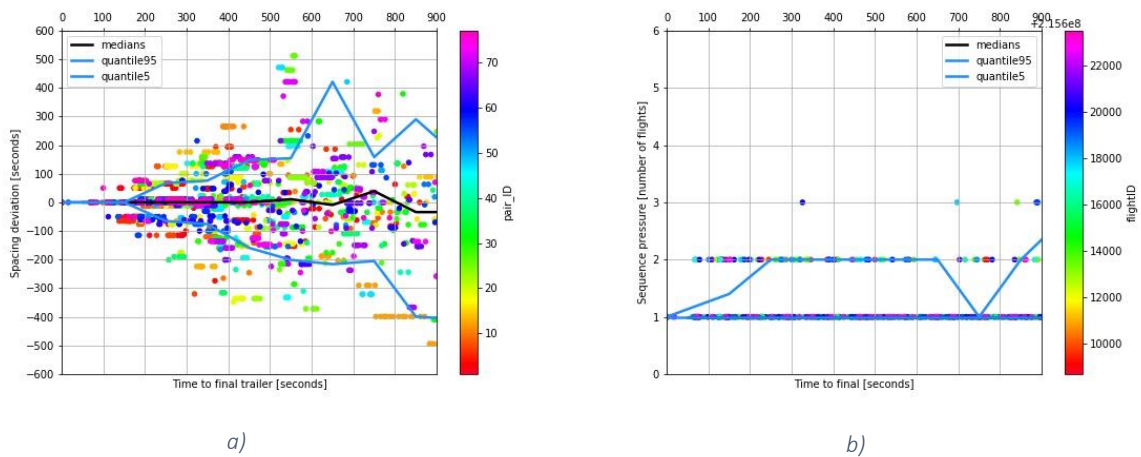 0 100 200 300 400 500 600 700 800 900
600
500
400
300
200
100
0
−100
−200
−300
−400
−500
−600
medians
quantile95
quantile5
Spacing deviation [seconds]
Time to final trailer [seconds]
70
60
50
40
30
20
10
pair_ID
a)
0 100 200 300 400 500 600 700 800 900
+2.156e8
6
5
4
3
2
1
0
medians
quantile95
quantile5
Sequence pressure [number of flights]
Time to final [seconds]
22000
20000
18000
16000
14000
12000
10000
flightID
b)